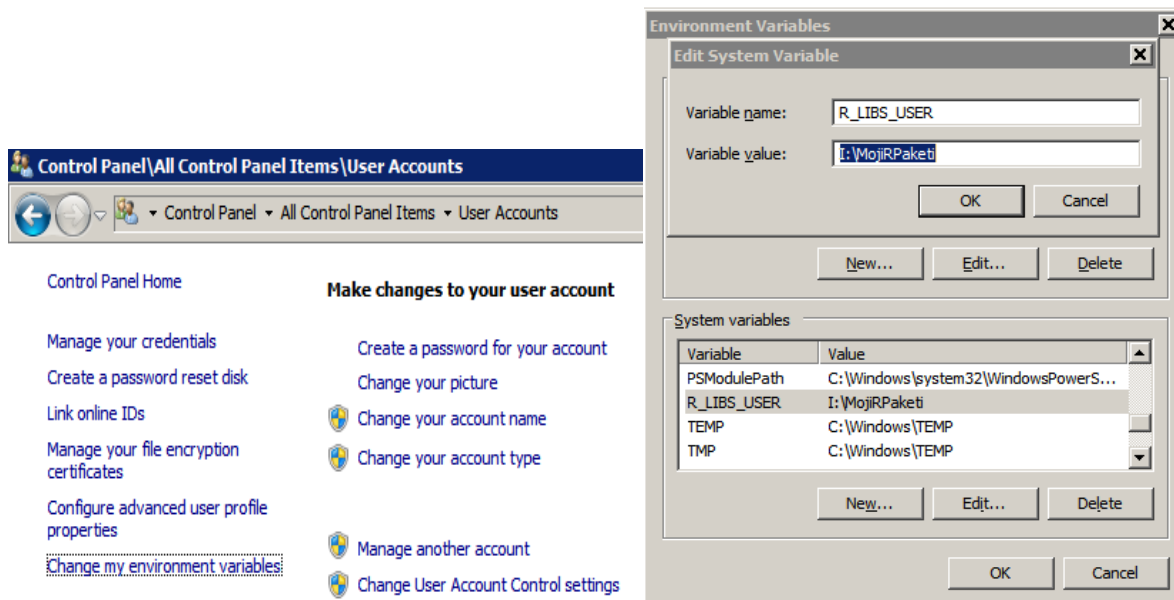 Control Panel\All Control Panel Items\User Accounts
Control Panel All Control Panel Items User Accounts
Control Panel Home
Manage your credentials
Create a password reset disk
Link online IDs
Manage your file encryption
certificates
Configure advanced user profile
properties
Change my environment variables
Make changes to your user account
Create a password for your account
Change your picture
Change your account name
Change your account type
Manage another account
Change User Account Control settings
Environment Variables
Edit System Variable
Variable name: R_LIBS_USER
Variable value: I:\MojiRPaketi
OK Cancel
New... Edit... Delete
System variables
Variable Value
PSModulePath C:\Windows\system32\WindowsPowerS...
R_LIBS_USER I:\MojiRPaketi
TEMP C:\Windows\TEMP
TMP C:\Windows\TEMP
New... Edit... Delete
OK Cancel